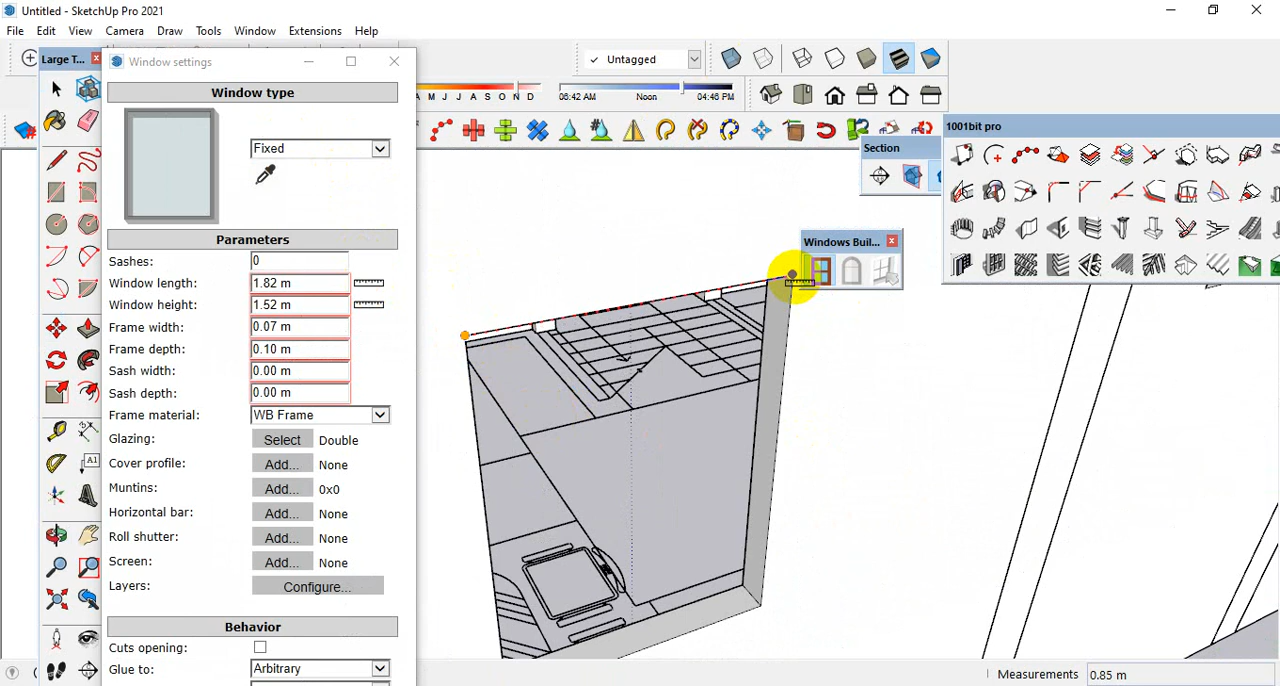 Untitled - SketchUp Pro 2021
File Edit View Camera Draw Tools Window Extensions Help
Large T...
Window settings
Window type
Fixed
Parameters
Sashes: 0
Window length: 1.82 m
Window height: 1.52 m
Frame width: 0.07 m
Frame depth: 0.10 m
Sash width: 0.00 m
Sash depth: 0.00 m
Frame material: WB Frame
Glazing: Select Double
Cover profile: Add... None
Muntins: Add... 0x0
Horizontal bar: Add... None
Roll shutter: Add... None
Screen: Add... None
Layers: Configure...
Behavior
Cuts opening:
Glue to: Arbitrary
Untagged
A M J J A S O N D
06:42 AM Noon 04:46 PM
Section
1001bit pro
Windows Buil...
A1
Measurements 0.85 m